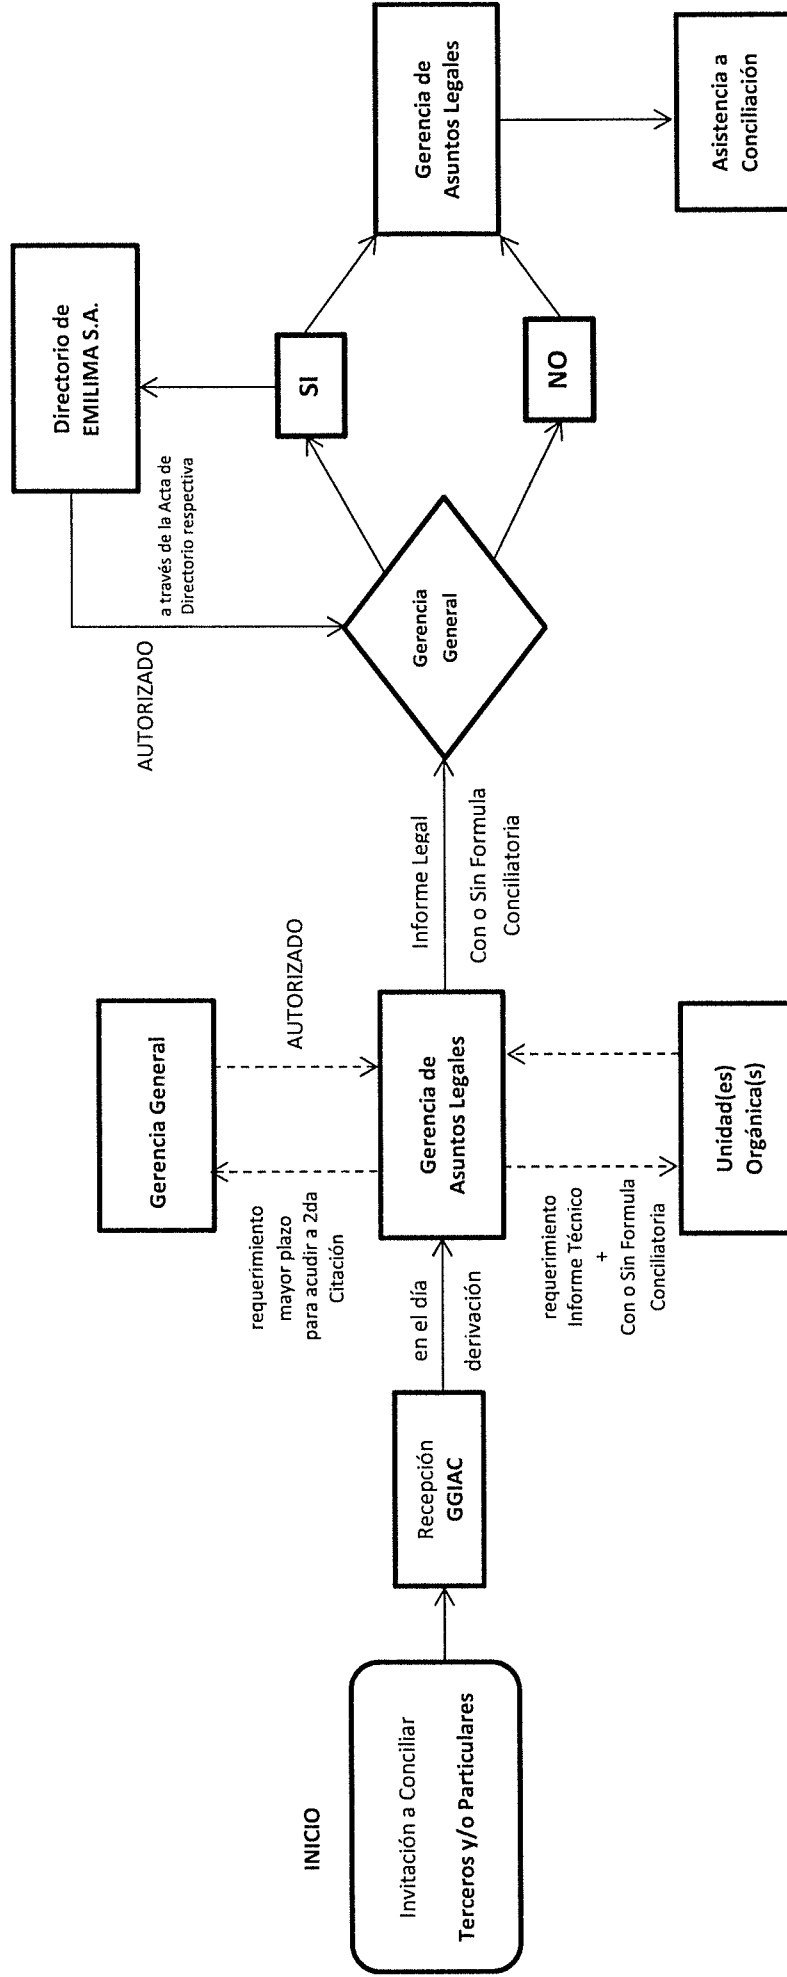 INICIO
Invitación a Conciliar
Terceros y/o Particulares
Recepción
GGIAC
en el día
derivación
Gerencia General
requerimiento
mayor plazo
para acudir a 2da
Citación
AUTORIZADO
Gerencia de
Asuntos Legales
requerimiento
Informe Técnico
+
Con o Sin Formula
Conciliatoria
Unidad(es)
Orgánica(s)
Informe Legal
Con o Sin Formula
Conciliatoria
AUTORIZADO
a través de la Acta de
Directorio respectiva
Gerencia
General
Directorio de
EMILIMA S.A.
SI
NO
Gerencia de
Asuntos Legales
Asistencia a
Conciliación